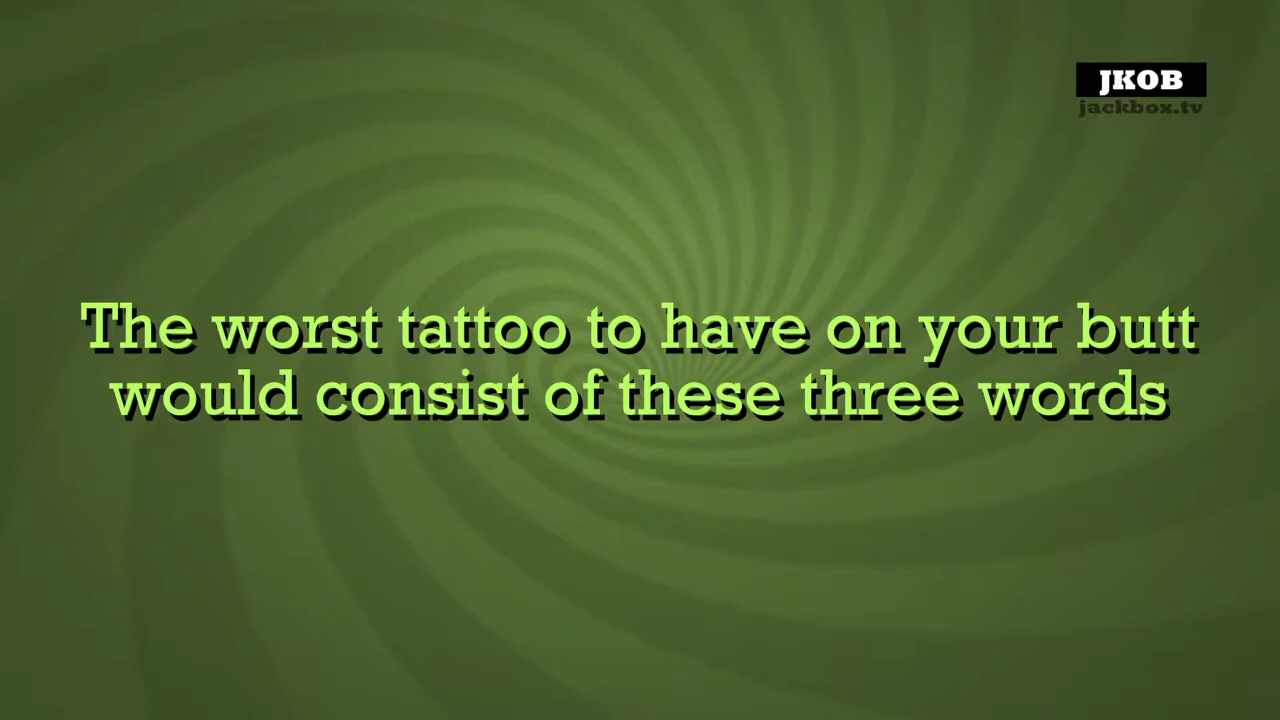 JKOB
jackbox.tv
The worst tattoo to have on your butt
would consist of these three words